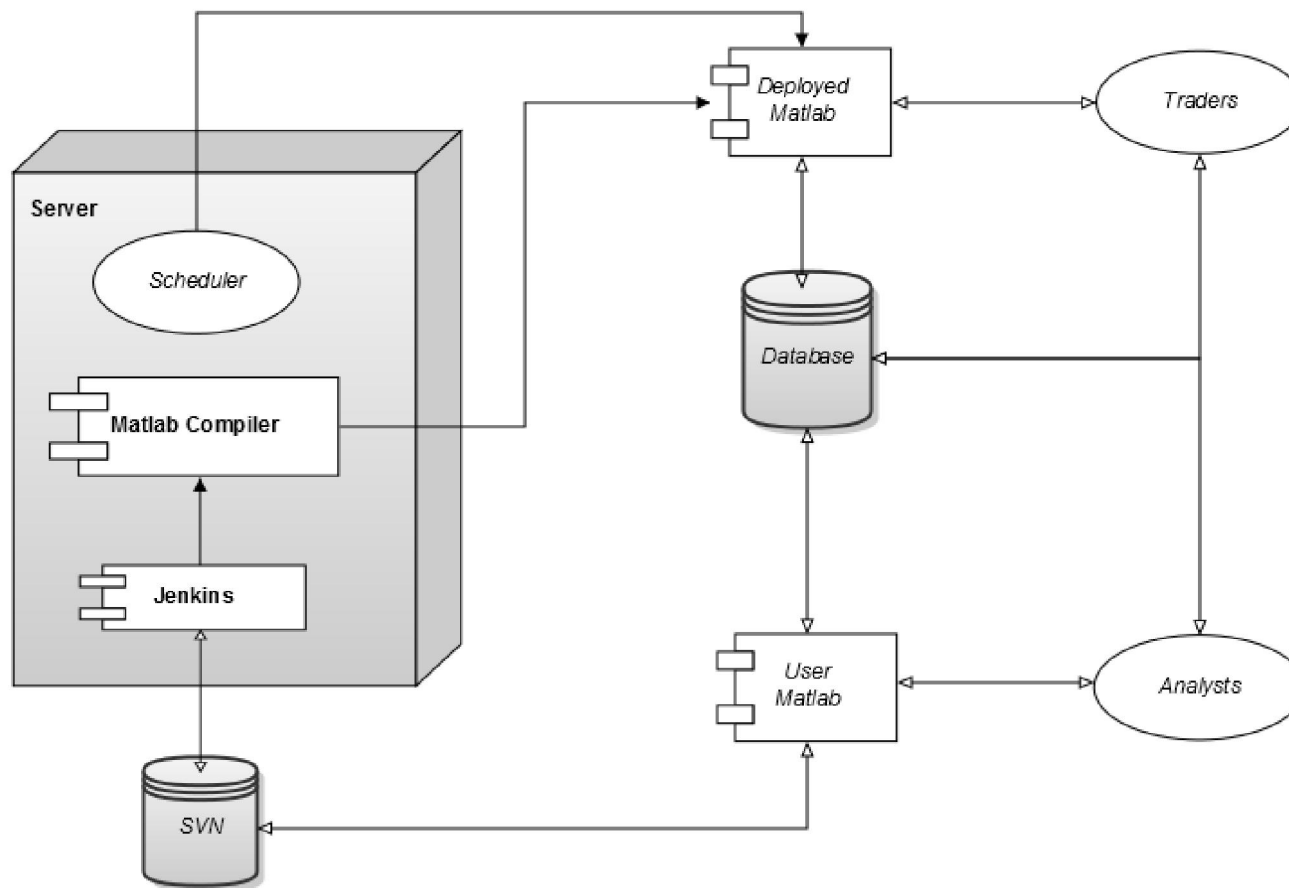 Deployed
Matlab
Traders
Server
Scheduler
Database
Matlab Compiler
Jenkins
User
Matlab
Analysts
SVN